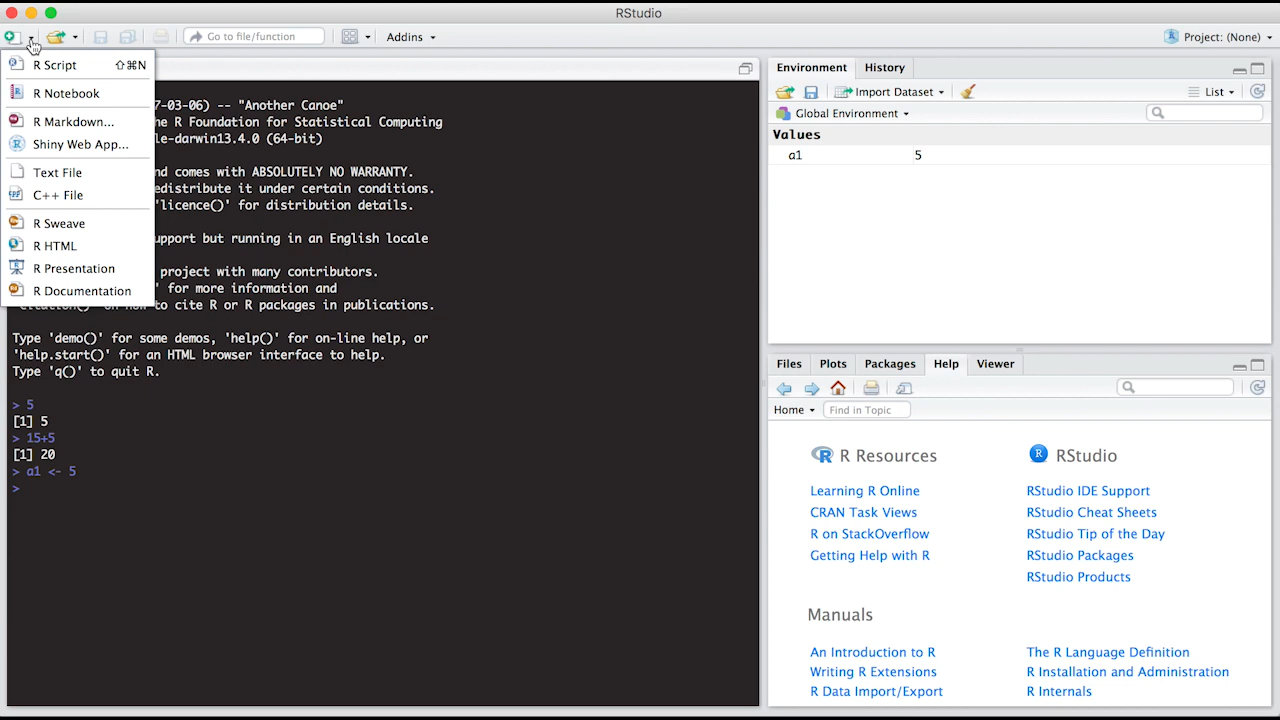 RStudio
Go to file/function
Addins
Project: (None)
R Script ⇧⌘N
R Notebook
R Markdown...
Shiny Web App...
Text File
C++ File
R Sweave
R HTML
R Presentation
R Documentation
7-03-06) -- "Another Canoe"
he R Foundation for Statistical Computing
le-darwin13.4.0 (64-bit)
nd comes with ABSOLUTELY NO WARRANTY.
edistribute it under certain conditions.
'licence()' for distribution details.
upport but running in an English locale
project with many contributors.
' for more information and
'citation()' on how to cite R or R packages in publications.
Type 'demo()' for some demos, 'help()' for on-line help, or
'help.start()' for an HTML browser interface to help.
Type 'q()' to quit R.
> 5
[1] 5
> 15+5
[1] 20
> a1 <- 5
>
Environment History
Import Dataset List
Global Environment
Values
a1 5
Files Plots Packages Help Viewer
Home Find in Topic
R Resources
Learning R Online
CRAN Task Views
R on StackOverflow
Getting Help with R
RStudio
RStudio IDE Support
RStudio Cheat Sheets
RStudio Tip of the Day
RStudio Packages
RStudio Products
Manuals
An Introduction to R
Writing R Extensions
R Data Import/Export
The R Language Definition
R Installation and Administration
R Internals